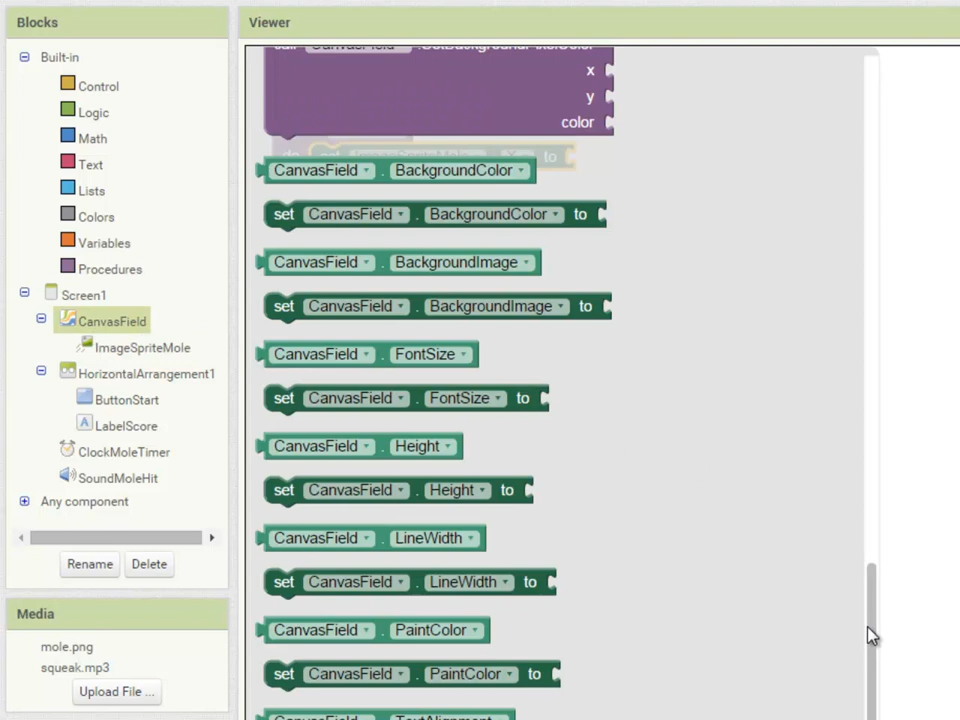 Blocks
Viewer
Built-in
Control
Logic
Math
Text
Lists
Colors
Variables
Procedures
Screen1
CanvasField
ImageSpriteMole
HorizontalArrangement1
ButtonStart
LabelScore
ClockMoleTimer
SoundMoleHit
Any component
Rename
Delete
Media
mole.png
squeak.mp3
Upload File ...
x
y
color
CanvasField . BackgroundColor
set CanvasField . BackgroundColor to
CanvasField . BackgroundImage
set CanvasField . BackgroundImage to
CanvasField . FontSize
set CanvasField . FontSize to
CanvasField . Height
set CanvasField . Height to
CanvasField . LineWidth
set CanvasField . LineWidth to
CanvasField . PaintColor
set CanvasField . PaintColor to
CanvasField . TextAlignment